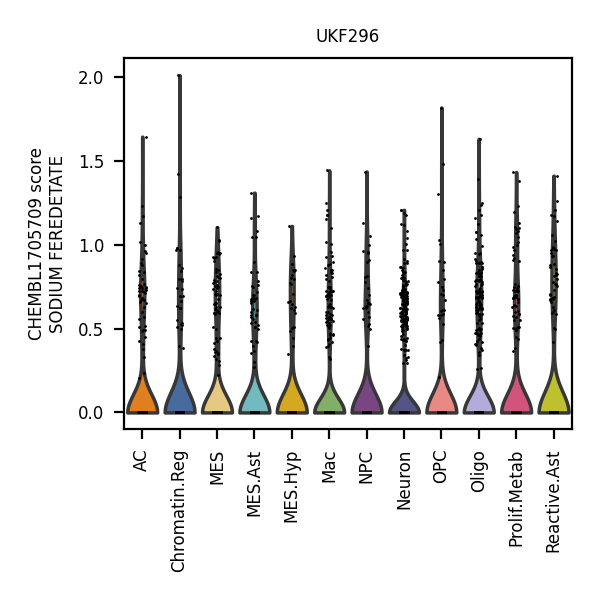 UKF296
CHEMBL1705709 score
SODIUM FEREDETATE
2.0
1.5
1.0
0.5
0.0
AC
Chromatin.Reg
MES
MES.Ast
MES.Hyp
Mac
NPC
Neuron
OPC
Oligo
Prolif.Metab
Reactive.Ast